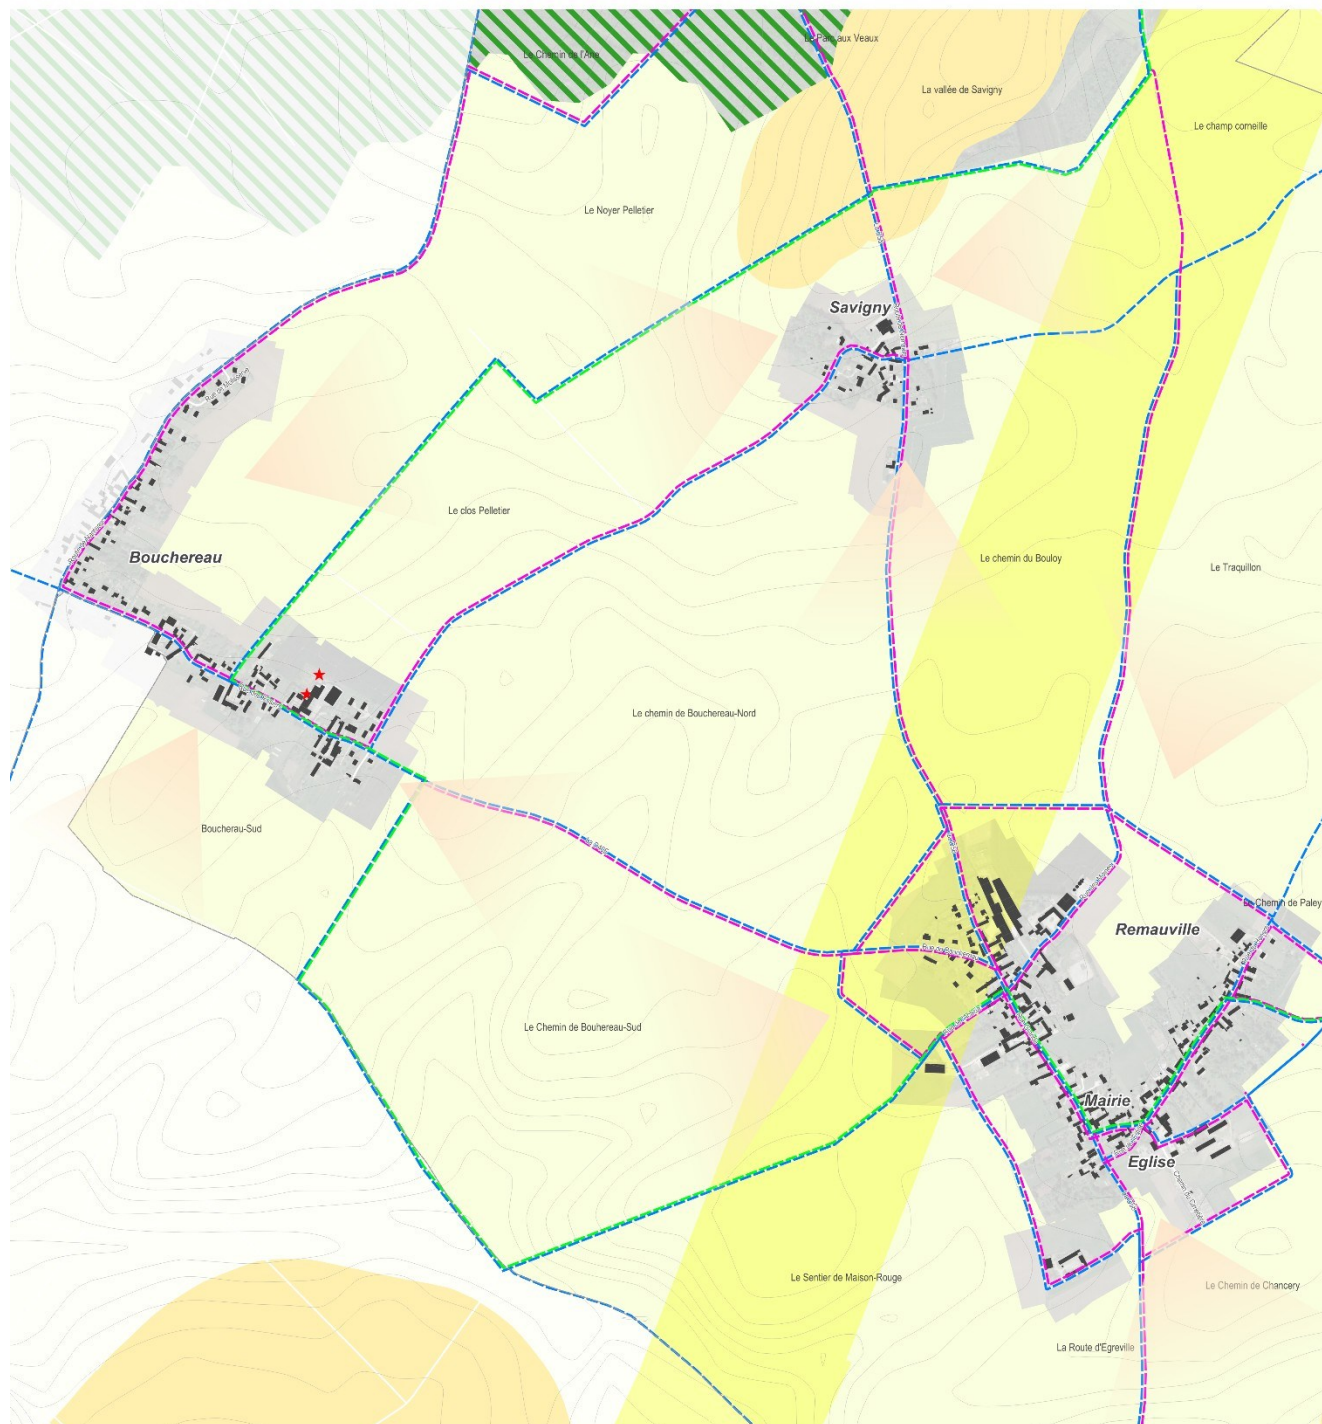 Le Parc aux Veaux
Le Chemin de l'Ane
La vallée de Savigny
Le champ corneille
Le Noyer Pelletier
Savigny
Le clos Pelletier
Bouchereau
Le chemin du Bouloy
Le Traquillon
Le chemin de Bouchereau-Nord
Boucherau-Sud
Le Chemin de Paley
Remauville
Le Chemin de Bouhereau-Sud
Mairie
Eglise
Le Sentier de Maison-Rouge
Le Chemin de Chancery
La Route d'Egreville